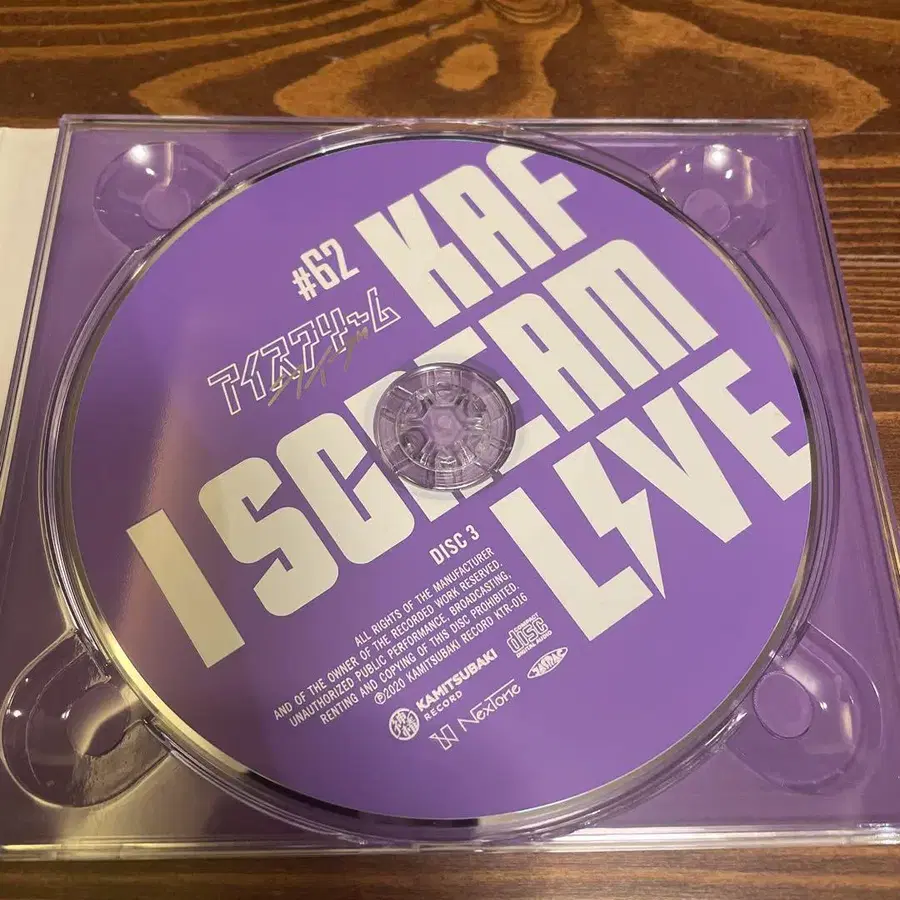 KAF
#62
アイスクリーム
ライヴ
I SCREAM
LIVE
DISC 3
ALL RIGHTS OF THE MANUFACTURER
AND OF THE OWNER OF THE RECORDED WORK RESERVED.
UNAUTHORIZED PUBLIC PERFORMANCE, BROADCASTING,
RENTING AND COPYING OF THIS DISC PROHIBITED.
℗2020 KAMITSUBAKI RECORD KTR-016
KAMITSUBAKI
RECORD
NexTone
COMPACT
disc
DIGITAL AUDIO